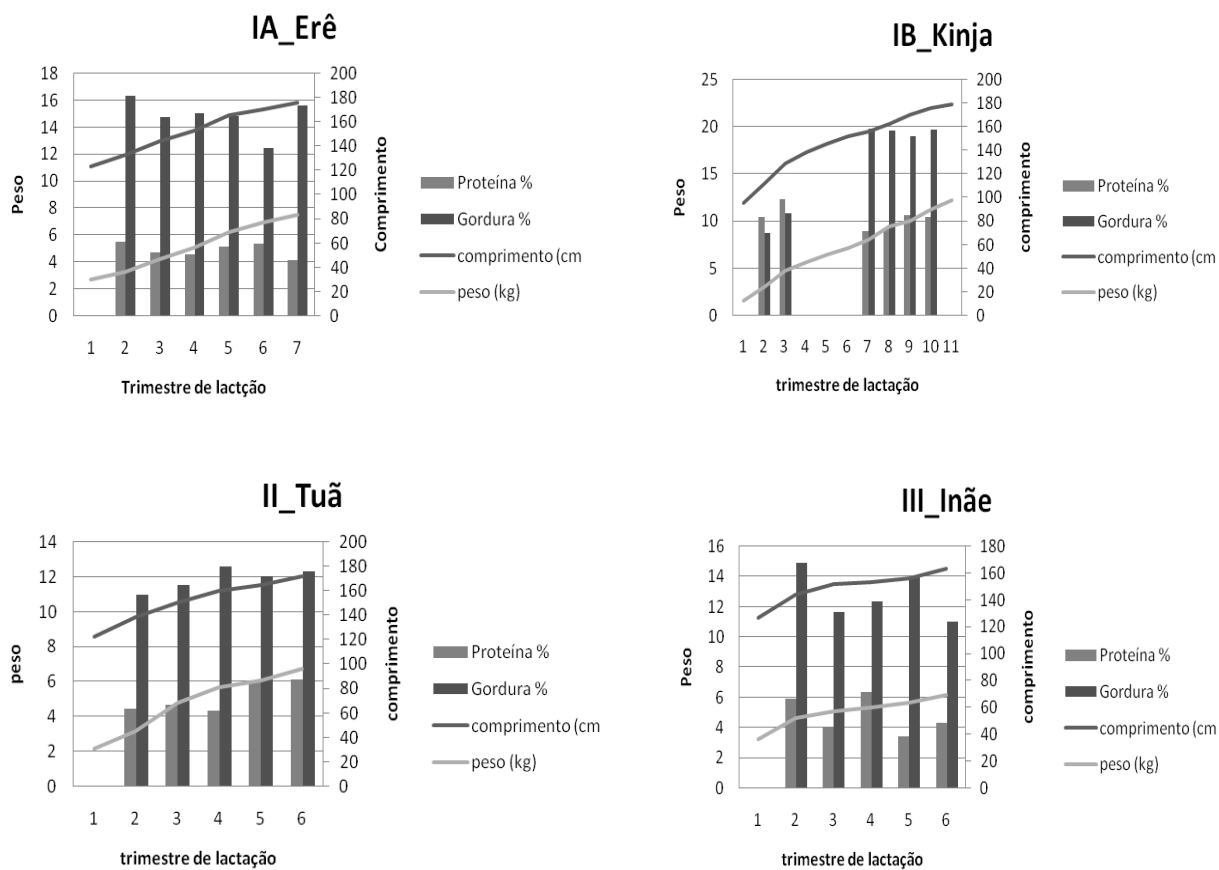 IA_Erê
18
16
14
12
10
8
6
4
2
0
Peso
200
180
160
140
120
100
80
60
40
20
0
Comprimento
1 2 3 4 5 6 7
Trimestre de lactção
Proteína %
Gordura %
comprimento (cm
peso (kg)
IB_Kinja
25
20
15
10
5
0
Peso
200
180
160
140
120
100
80
60
40
20
0
comprimento
1 2 3 4 5 6 7 8 9 10 11
trimestre de lactação
Proteína %
Gordura %
comprimento (cm
peso (kg)
II_Tuã
14
12
10
8
6
4
2
0
peso
200
180
160
140
120
100
80
60
40
20
0
comprimento
1 2 3 4 5 6
trimestre de lactação
Proteína %
Gordura %
comprimento (cm
peso (kg)
III_Inãe
16
14
12
10
8
6
4
2
0
Peso
180
160
140
120
100
80
60
40
20
0
comprimento
1 2 3 4 5 6
trimestre de lactação
Proteína %
Gordura %
comprimento (cm
peso (kg)